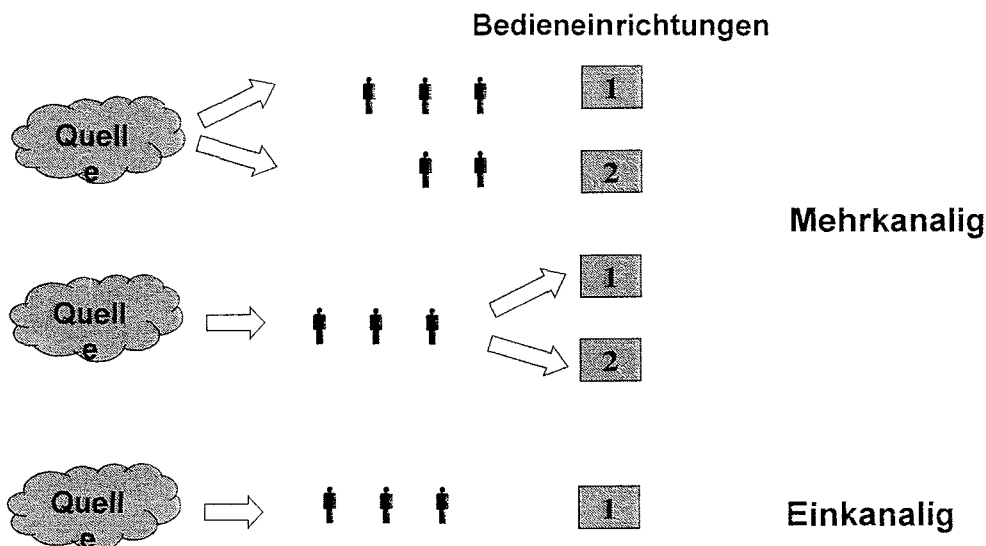 Bedieneinrichtungen
1
Quell
e
2
Mehrkanalig
1
Quell
e
2
Quell
e
1
Einkanalig